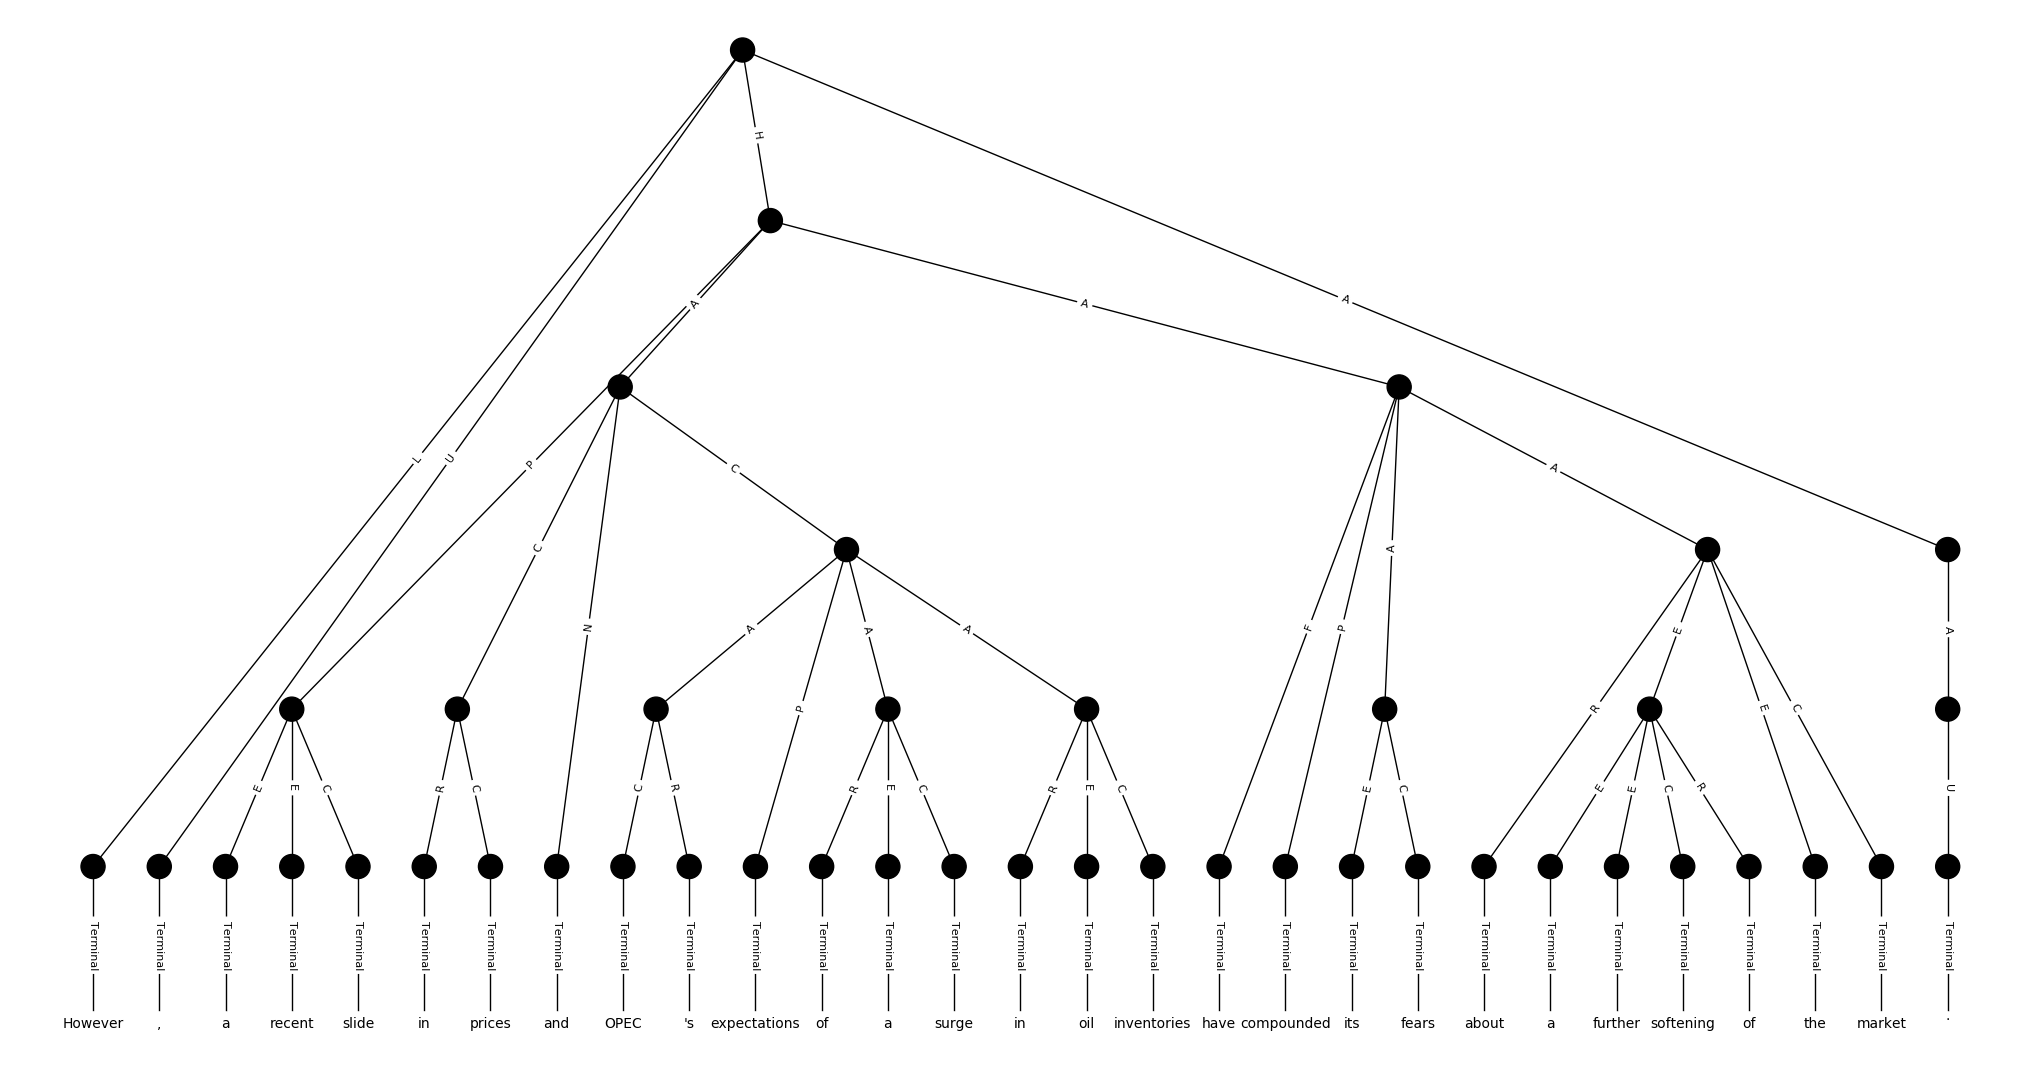 H
A
A
A
L
U
P
C
A
C
N
A
P
A
A
F
P
A
R
E
E
C
A
E
E
C
R
C
C
R
R
E
C
R
E
C
E
C
E
E
C
R
U
Terminal Terminal Terminal Terminal Terminal Terminal Terminal Terminal Terminal Terminal Terminal Terminal Terminal Terminal Terminal Terminal Terminal Terminal Terminal Terminal Terminal Terminal Terminal Terminal Terminal Terminal Terminal Terminal Terminal
However , a recent slide in prices and OPEC 's expectations of a surge in oil inventories have compounded its fears about a further softening of the market .